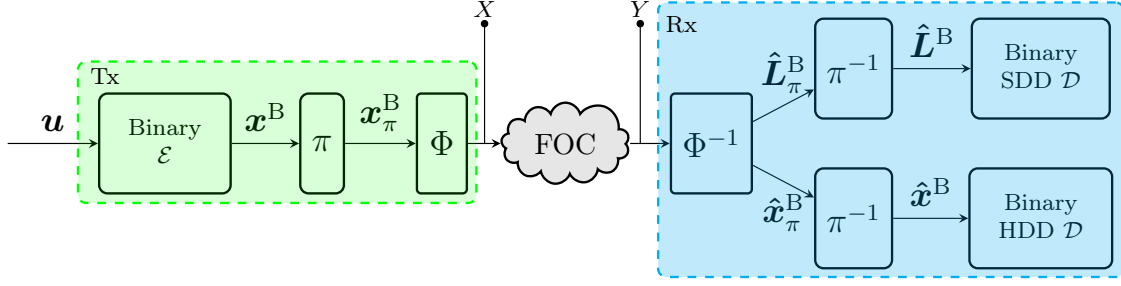 Tx
u
Binary
ℰ
x^B
π
x_π^B
Φ
X
FOC
Y
Rx
Φ^{-1}
L̂_π^B
π^{-1}
L̂^B
Binary
SDD 𝒟
x̂_π^B
π^{-1}
x̂^B
Binary
HDD 𝒟